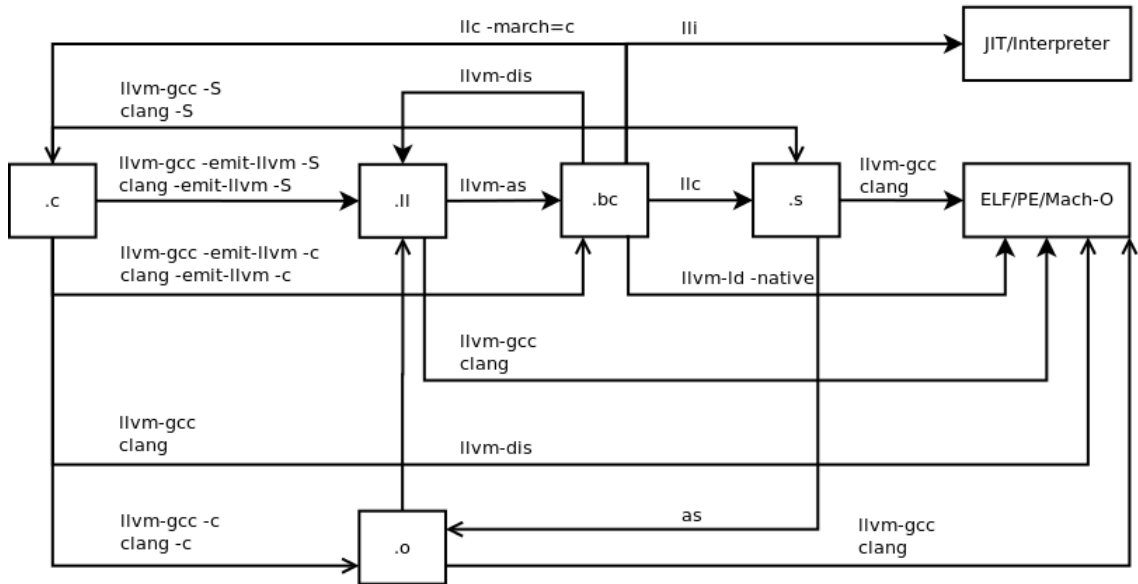 llc -march=c
lli
JIT/Interpreter
llvm-dis
llvm-gcc -S
clang -S
llvm-gcc -emit-llvm -S
clang -emit-llvm -S
llvm-gcc
clang
.c
.ll
llvm-as
.bc
llc
.s
ELF/PE/Mach-O
llvm-gcc -emit-llvm -c
clang -emit-llvm -c
llvm-ld -native
llvm-gcc
clang
llvm-gcc
clang
llvm-dis
llvm-gcc -c
clang -c
.o
as
llvm-gcc
clang